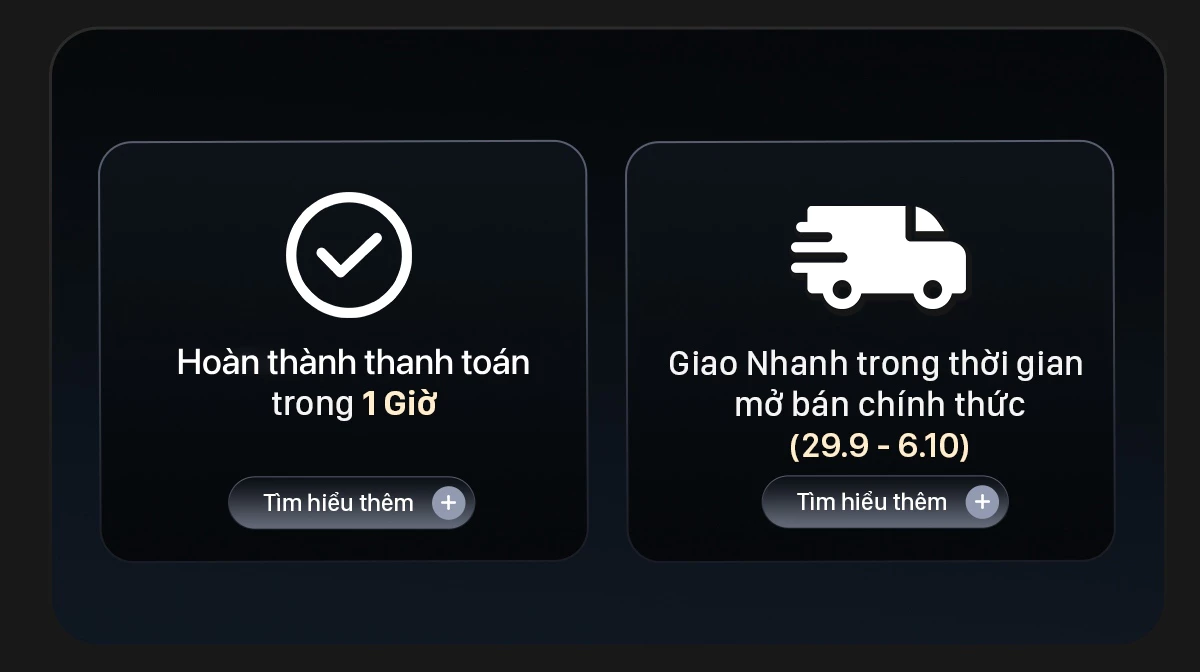 Hoàn thành thanh toán
trong 1 Giờ
Tìm hiểu thêm
Giao Nhanh trong thời gian
mở bán chính thức
(29.9 - 6.10)
Tìm hiểu thêm